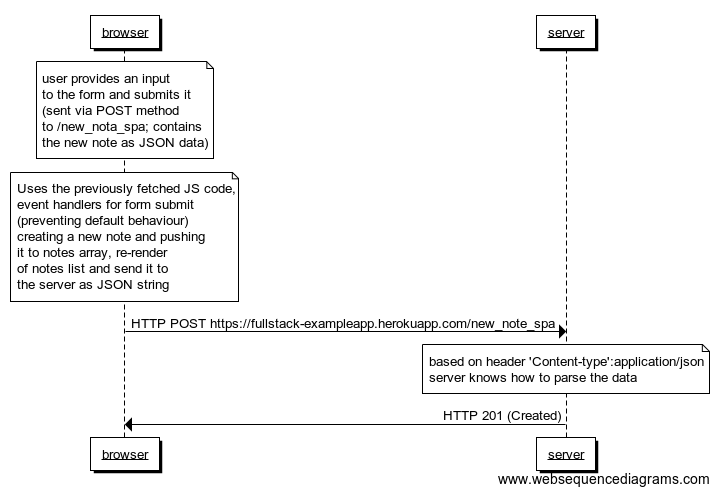 browser
server
user provides an input
to the form and submits it
(sent via POST method
to /new_nota_spa; contains
the new note as JSON data)
Uses the previously fetched JS code,
event handlers for form submit
(preventing default behaviour)
creating a new note and pushing
it to notes array, re-render
of notes list and send it to
the server as JSON string
HTTP POST https://fullstack-exampleapp.herokuapp.com/new_note_spa
based on header 'Content-type':application/json
server knows how to parse the data
HTTP 201 (Created)
browser
server
www.websequencediagrams.com